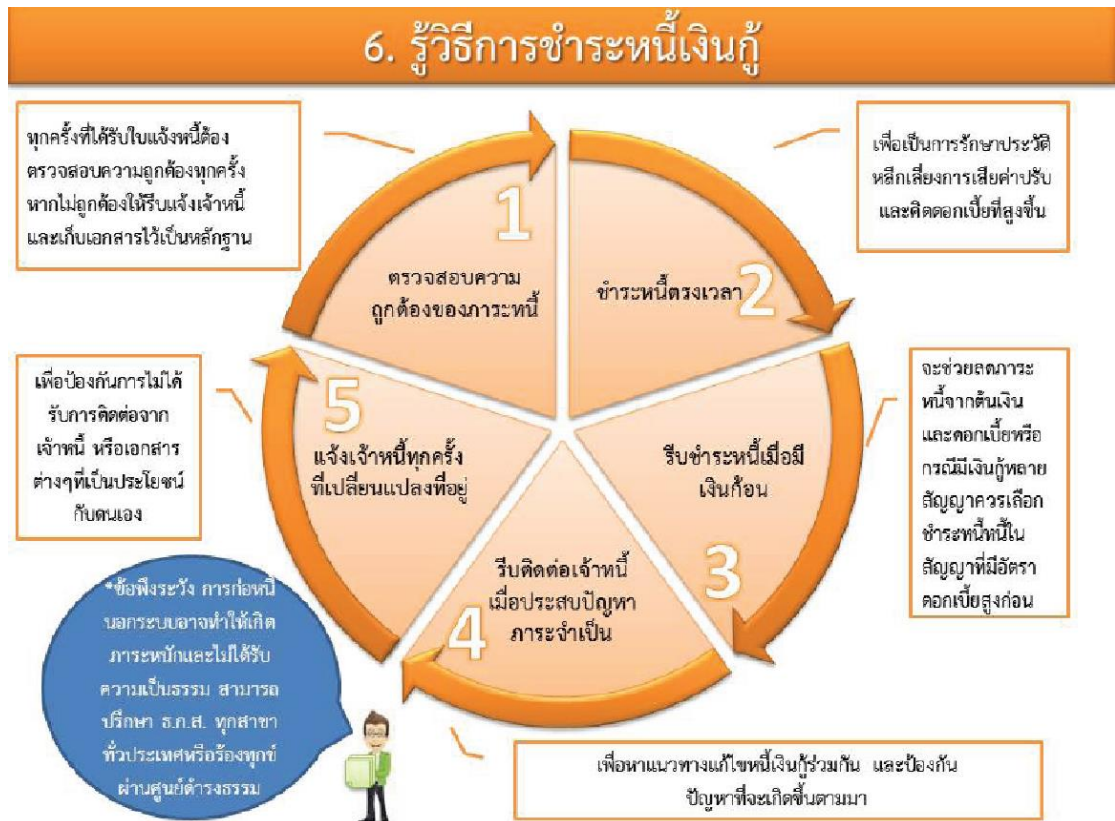 6. รู้วิธีการชำระหนี้เงินกู้
ทุกครั้งที่ได้รับใบแจ้งหนี้ต้อง
ตรวจสอบความถูกต้องทุกครั้ง
หากไม่ถูกต้องให้รีบแจ้งเจ้าหนี้
และเก็บเอกสารไว้เป็นหลักฐาน
1
ตรวจสอบความ
ถูกต้องของภาระหนี้
เพื่อเป็นการรักษาประวัติ
หลีกเลี่ยงการเสียค่าปรับ
และคิดดอกเบี้ยที่สูงขึ้น
2
ชำระหนี้ตรงเวลา
จะช่วยลดภาระ
หนี้จากต้นเงิน
และดอกเบี้ยหรือ
กรณีมีเงินกู้หลาย
สัญญาควรเลือก
ชำระหนี้หนี้ใน
สัญญาที่มีอัตรา
ดอกเบี้ยสูงก่อน
รีบชำระหนี้เมื่อมี
เงินก้อน
3
รีบติดต่อเจ้าหนี้
เมื่อประสบปัญหา
ภาระจำเป็น
4
เพื่อหาแนวทางแก้ไขหนี้เงินกู้ร่วมกัน และป้องกัน
ปัญหาที่จะเกิดขึ้นตามมา
5
แจ้งเจ้าหนี้ทุกครั้ง
ที่เปลี่ยนแปลงที่อยู่
เพื่อป้องกันการไม่ได้
รับการติดต่อจาก
เจ้าหนี้ หรือเอกสาร
ต่างๆที่เป็นประโยชน์
กับตนเอง
*ข้อพึงระวัง การก่อหนี้
นอกระบบอาจทำให้เกิด
ภาระหนักและไม่ได้รับ
ความเป็นธรรม สามารถ
ปรึกษา ธ.ก.ส. ทุกสาขา
ทั่วประเทศหรือร้องทุกข์
ผ่านศูนย์ดำรงธรรม